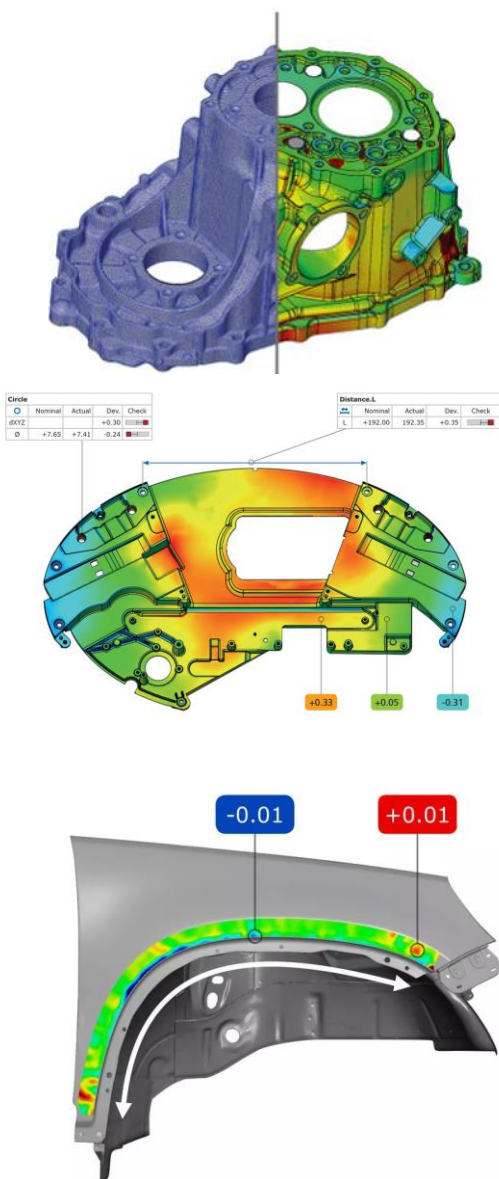 Circle
Nominal Actual Dev. Check
dXYZ +0.30
Ø +7.65 +7.41 -0.24
Distance.L
Nominal Actual Dev. Check
L +192.00 192.35 +0.35
+0.33 +0.05 -0.31
-0.01 +0.01